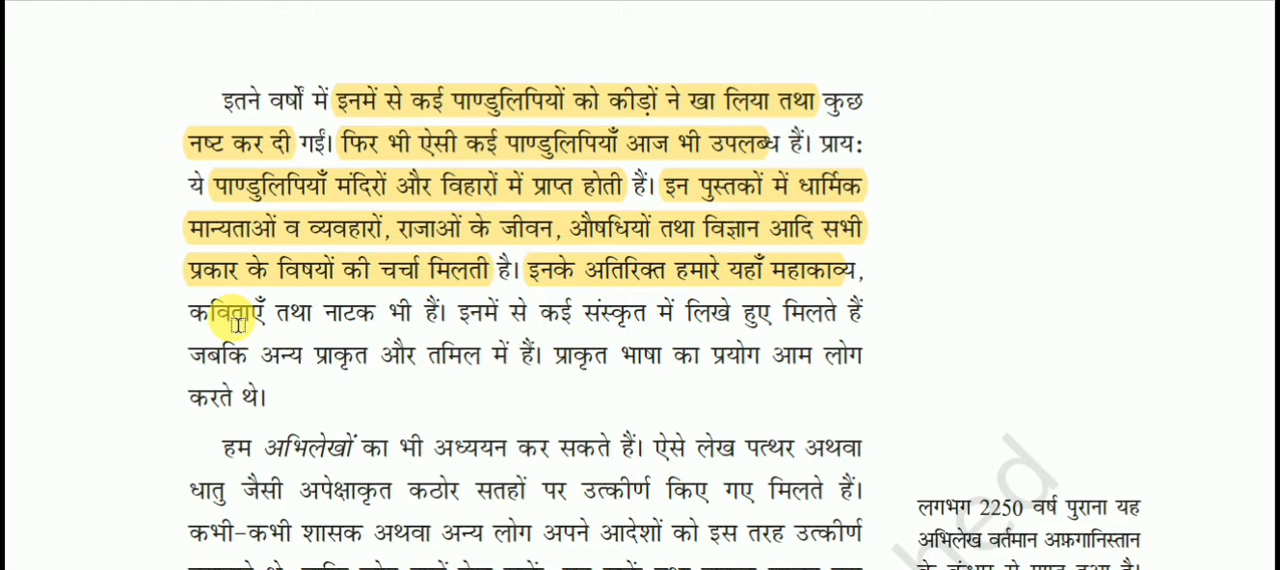 इतने वर्षों में इनमें से कई पाण्डुलिपियों को कीड़ों ने खा लिया तथा कुछ
नष्ट कर दी गईं। फिर भी ऐसी कई पाण्डुलिपियाँ आज भी उपलब्ध हैं। प्राय:
ये पाण्डुलिपियाँ मंदिरों और विहारों में प्राप्त होती हैं। इन पुस्तकों में धार्मिक
मान्यताओं व व्यवहारों, राजाओं के जीवन, औषधियों तथा विज्ञान आदि सभी
प्रकार के विषयों की चर्चा मिलती है। इनके अतिरिक्त हमारे यहाँ महाकाव्य,
कविताएँ तथा नाटक भी हैं। इनमें से कई संस्कृत में लिखे हुए मिलते हैं
जबकि अन्य प्राकृत और तमिल में हैं। प्राकृत भाषा का प्रयोग आम लोग
करते थे।
हम अभिलेखों का भी अध्ययन कर सकते हैं। ऐसे लेख पत्थर अथवा
धातु जैसी अपेक्षाकृत कठोर सतहों पर उत्कीर्ण किए गए मिलते हैं।
कभी-कभी शासक अथवा अन्य लोग अपने आदेशों को इस तरह उत्कीर्ण
hed
लगभग 2250 वर्ष पुराना यह
अभिलेख वर्तमान अफ़गानिस्तान